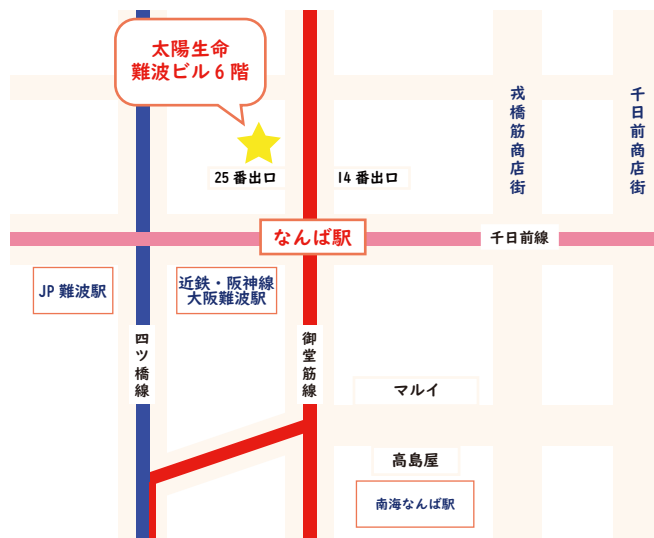 太陽生命
難波ビル6階
戎橋筋商店街
千日前商店街
25番出口
14番出口
なんば駅
千日前線
JP難波駅
近鉄・阪神線
大阪難波駅
四ツ橋線
御堂筋線
マルイ
高島屋
南海なんば駅